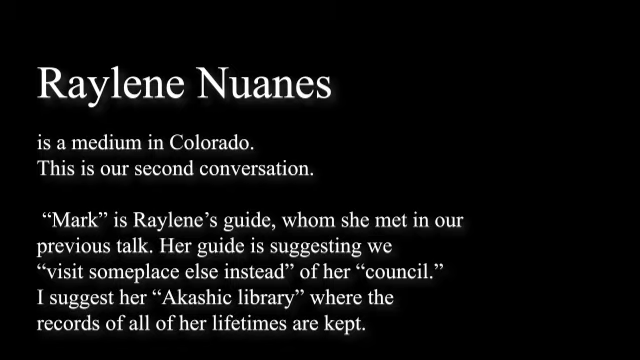 Raylene Nuanes
is a medium in Colorado.
This is our second conversation.
“Mark” is Raylene’s guide, whom she met in our
previous talk. Her guide is suggesting we
“visit someplace else instead” of her “council.”
I suggest her “Akashic library” where the
records of all of her lifetimes are kept.